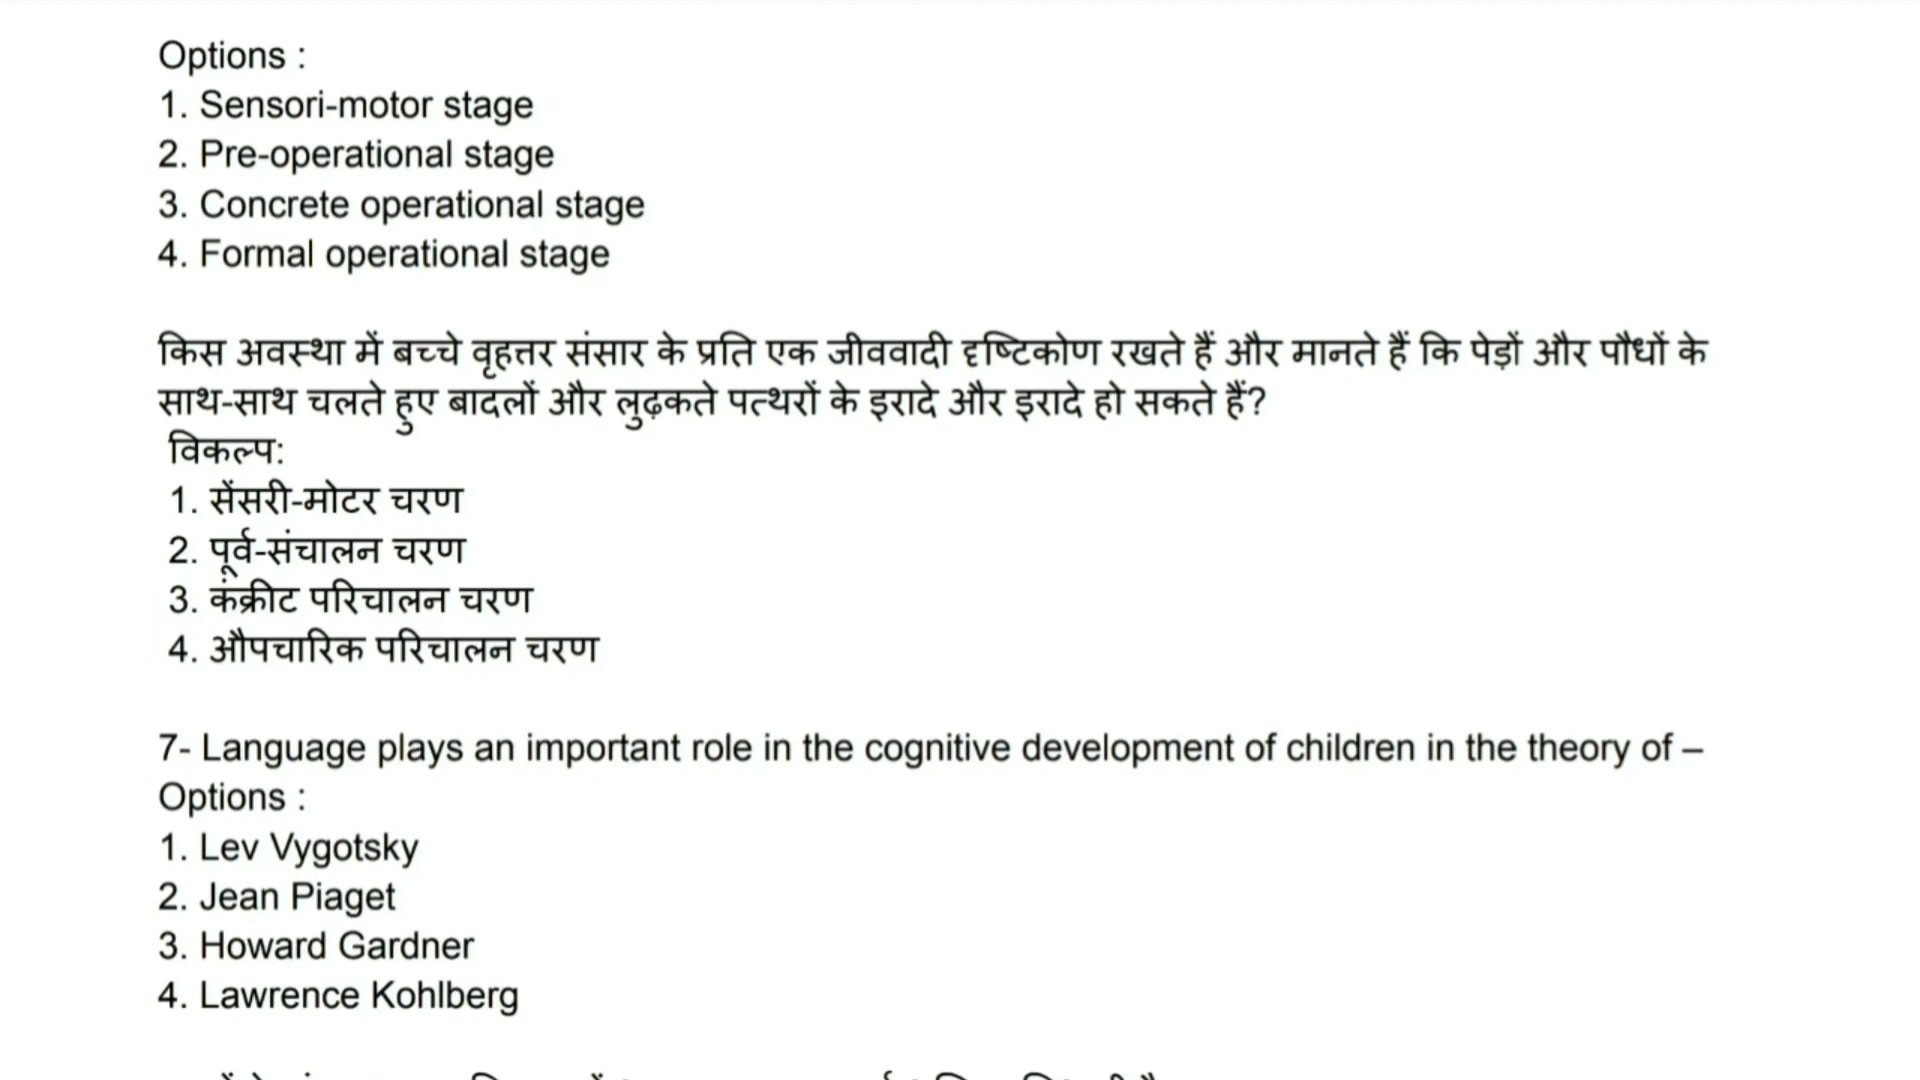 Options :
1. Sensori-motor stage
2. Pre-operational stage
3. Concrete operational stage
4. Formal operational stage
किस अवस्था में बच्चे वृहत्तर संसार के प्रति एक जीववादी दृष्टिकोण रखते हैं और मानते हैं कि पेड़ों और पौधों के
साथ-साथ चलते हुए बादलों और लुढ़कते पत्थरों के इरादे और इरादे हो सकते हैं?
विकल्प:
1. सेंसरी-मोटर चरण
2. पूर्व-संचालन चरण
3. कंक्रीट परिचालन चरण
4. औपचारिक परिचालन चरण
7- Language plays an important role in the cognitive development of children in the theory of –
Options :
1. Lev Vygotsky
2. Jean Piaget
3. Howard Gardner
4. Lawrence Kohlberg